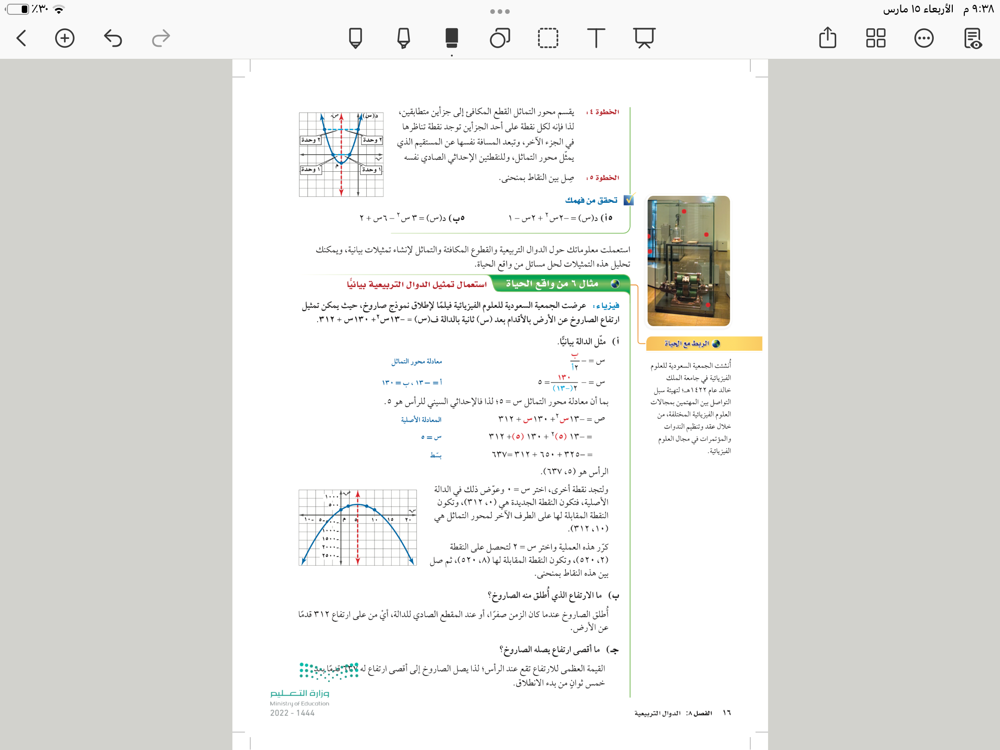 ٩:٣٨ م الأربعاء ١٥ مارس
٪٣٠
الخطوة ٤: يقسم محور التماثل القطع المكافئ إلى جزأين متطابقين،
لذا فإنه لكل نقطة على أحد الجزأين توجد نقطة تناظرها
في الجزء الآخر، وتبعد المسافة نفسها عن المستقيم الذي
يمثّل محور التماثل، وللنقطتين الإحداثي الصادي نفسه
الخطوة ٥: صِل بين النقاط بمنحنى.
د(س) ص
٢ وحدة ٢ وحدة
س
م
١ وحدة ١ وحدة
تحقق من فهمك
٥أ) د(س) = –٢س٢ + ٢س – ١ ٥ب) د(س) = ٣س٢ – ٦س + ٢
استعملت معلوماتك حول الدوال التربيعية والقطوع المكافئة والتماثل لإنشاء تمثيلات بيانية، ويمكنك
تحليل هذه التمثيلات لحل مسائل من واقع الحياة.
مثال ٦ من واقع الحياة استعمال تمثيل الدوال التربيعية بيانيًّا
فيزياء: عرضت الجمعية السعودية للعلوم الفيزيائية فيلمًا لإطلاق نموذج صاروخ، حيث يمكن تمثيل
ارتفاع الصاروخ عن الأرض بالأقدام بعد (س) ثانية بالدالة ف(س) = –١٣س٢+ ١٣٠س + ٣١٢.
أ) مثّل الدالة بيانيًّا.
س = – ب/٢أ معادلة محور التماثل
س = – ١٣٠/٢(–١٣) = ٥ أ = –١٣ ، ب = ١٣٠
بما أن معادلة محور التماثل س = ٥؛ لذا فالإحداثي السيني للرأس هو ٥.
ص = –١٣س٢+ ١٣٠س + ٣١٢ المعادلة الأصلية
= –١٣ (٥)٢ + ١٣٠ (٥)+ ٣١٢ س = ٥
= –٣٢٥ + ٦٥٠ + ٣١٢ =٦٣٧ بسّط
الرأس هو (٥، ٦٣٧).
ولتجد نقطة أخرى، اختر س = ٠ وعوّض ذلك في الدالة
الأصلية، فتكون النقطة الجديدة هي (٠، ٣١٢)، وتكون
النقطة المقابلة لها على الطرف الآخر لمحور التماثل هي
(١٠، ٣١٢).
كرّر هذه العملية واختر س = ٢ لتحصل على النقطة
(٢، ٥٢٠)، وتكون النقطة المقابلة لها (٨، ٥٢٠)، ثم صل
بين هذه النقاط بمنحنى.
ص
١٠٠٠
٥٠٠
س
١٠- ٥- م ٥ ١٠ ١٥ ٢٠
٥٠٠-
١٠٠٠-
١٥٠٠-
٢٠٠٠-
٢٥٠٠-
ب) ما الارتفاع الذي أُطلق منه الصاروخ؟
أُطلق الصاروخ عندما كان الزمن صفرًا، أو عند المقطع الصادي للدالة، أيْ من على ارتفاع ٣١٢ قدمًا
عن الأرض.
جـ) ما أقصى ارتفاع يصله الصاروخ؟
القيمة العظمى للارتفاع تقع عند الرأس؛ لذا يصل الصاروخ إلى أقصى ارتفاع له ٦٣٧ قدمًا بعد
خمس ثوانٍ من بدء الانطلاق.
الربط مع الحياة
أُنشئت الجمعية السعودية للعلوم
الفيزيائية في جامعة الملك
خالد عام ١٤٢٢هـ؛ لتهيئة سبل
التواصل بين المهتمين بمجالات
العلوم الفيزيائية المختلفة، من
خلال عقد وتنظيم الندوات
والمؤتمرات في مجال العلوم
الفيزيائية.
وزارة التعليم
Ministry of Education
2022 - 1444
١٦ الفصل ٨: الدوال التربيعية